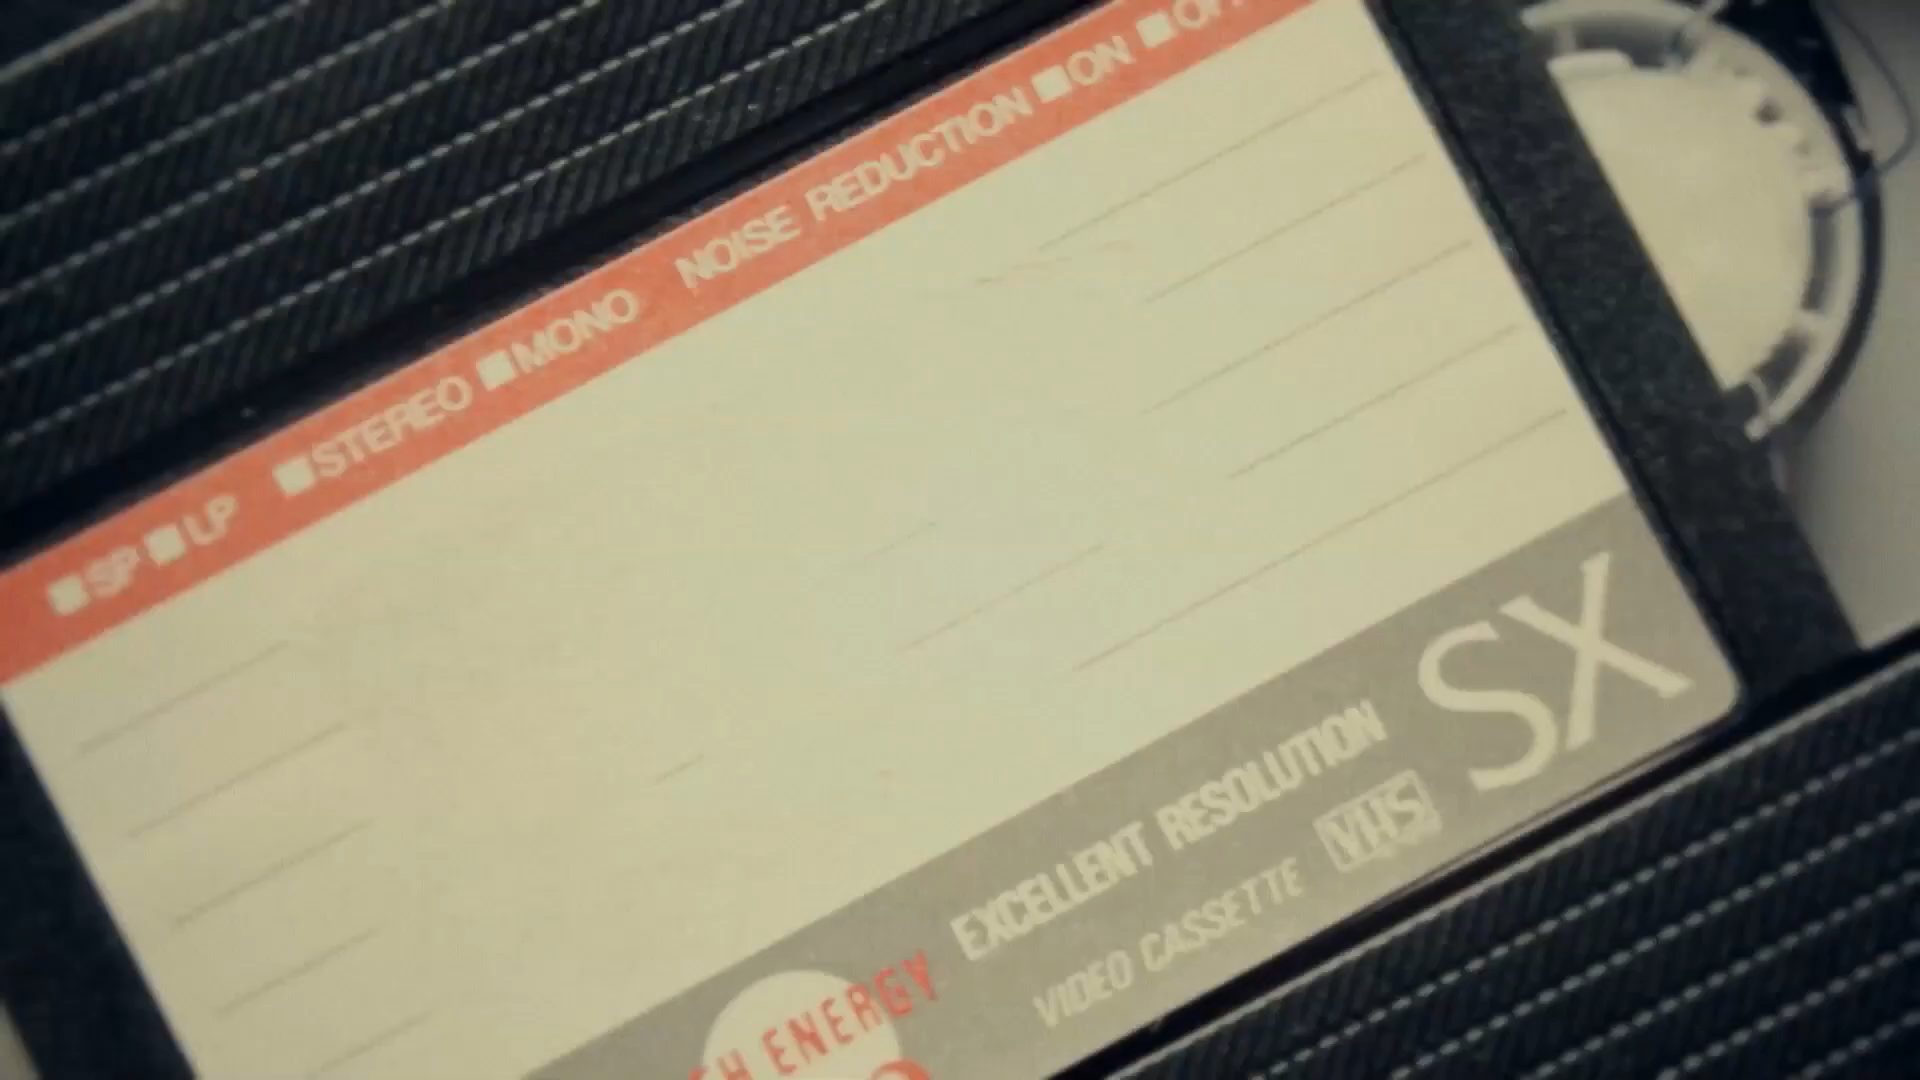 ■SP ■LP ■STEREO ■MONO NOISE REDUCTION ■ON
SX
EXCELLENT RESOLUTION
VIDEO CASSETTE VHS
ENERGY